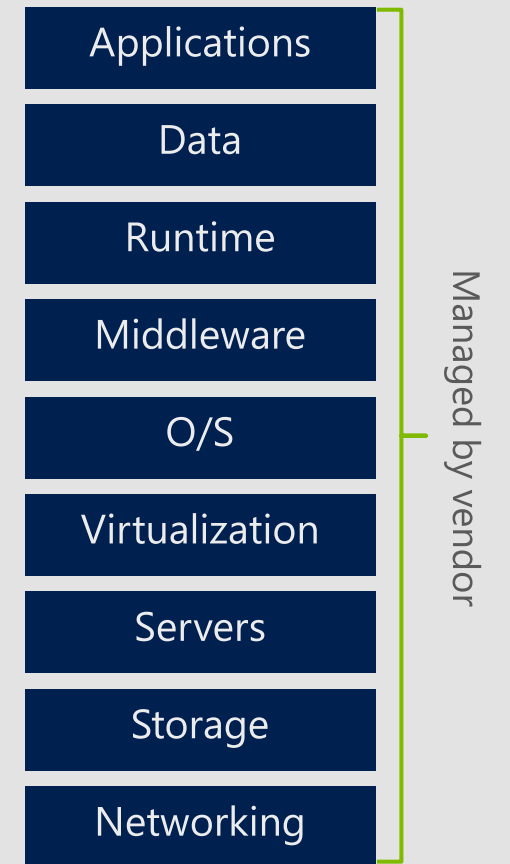 Applications
Data
Runtime
Middleware
O/S
Virtualization
Servers
Storage
Networking
Managed by vendor